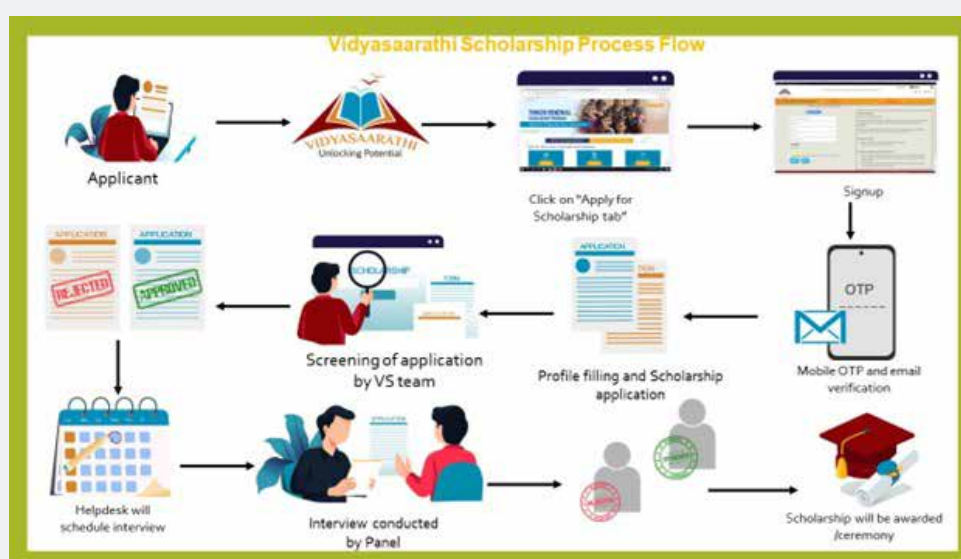 Vidyasaarathi Scholarship Process Flow
Applicant
VIDYASAARATHI
Unlocking Potential
Click on "Apply for
Scholarship tab"
Signup
OTP
Mobile OTP and email
verification
APPLICATION
Profile filling and Scholarship
application
SCHOLARSHIP
Screening of application
by VS team
APPLICATION
REJECTED
APPLICATION
APPROVED
Helpdesk will
schedule interview
APPLICATION
Interview conducted
by Panel
Scholarship will be awarded
/ceremony